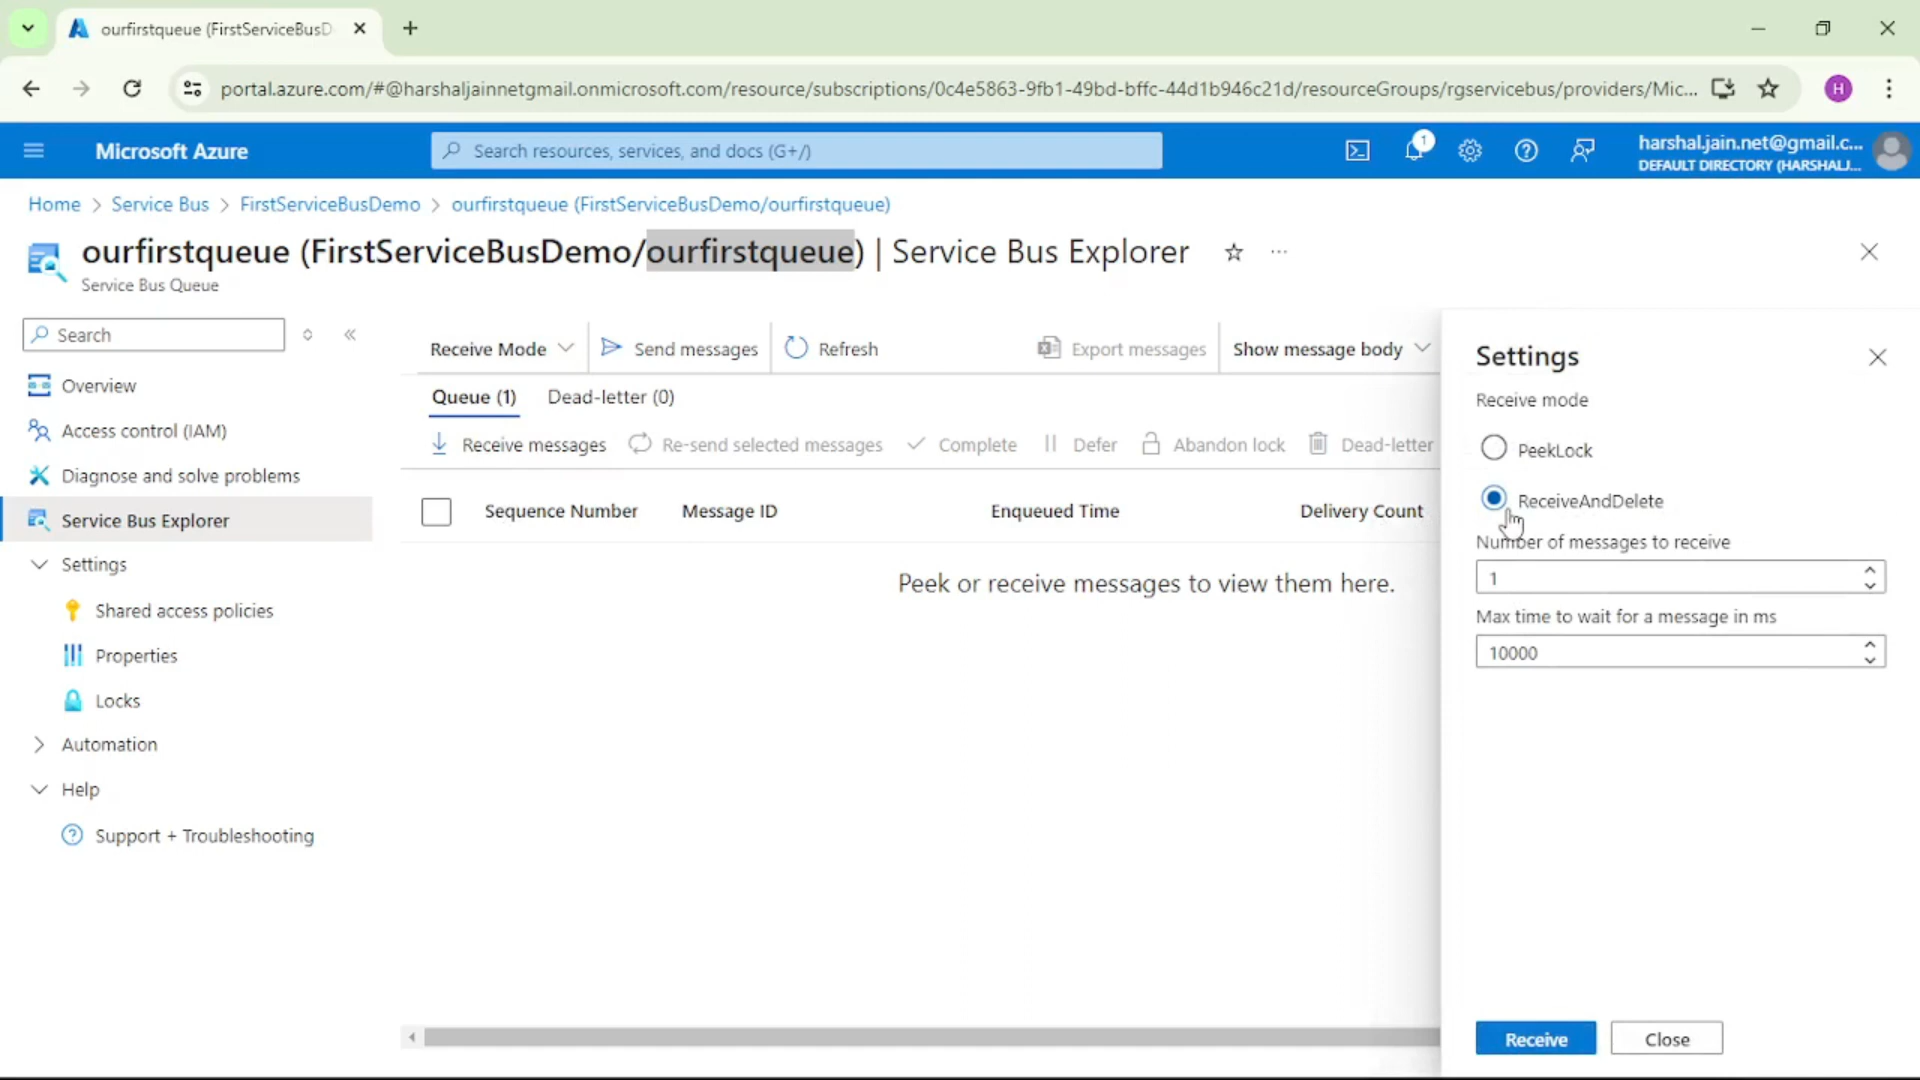 ourfirstqueue (FirstServiceBusD
portal.azure.com/#@harshaljainnetgmail.onmicrosoft.com/resource/subscriptions/0c4e5863-9fb1-49bd-bffc-44d1b946c21d/resourceGroups/rgservicebus/providers/Mic...
H
Microsoft Azure
Search resources, services, and docs (G+/)
1
harshal.jain.net@gmail.c...
DEFAULT DIRECTORY (HARSHALJ...
Home > Service Bus > FirstServiceBusDemo > ourfirstqueue (FirstServiceBusDemo/ourfirstqueue)
ourfirstqueue (FirstServiceBusDemo/ourfirstqueue) | Service Bus Explorer
Service Bus Queue
Search
Overview
Access control (IAM)
Diagnose and solve problems
Service Bus Explorer
Settings
Shared access policies
Properties
Locks
Automation
Help
Support + Troubleshooting
Receive Mode Send messages Refresh Export messages Show message body
Queue (1) Dead-letter (0)
Receive messages Re-send selected messages Complete Defer Abandon lock Dead-letter
Sequence Number Message ID Enqueued Time Delivery Count
Peek or receive messages to view them here.
Settings
Receive mode
PeekLock
ReceiveAndDelete
Number of messages to receive
1
Max time to wait for a message in ms
10000
Receive Close